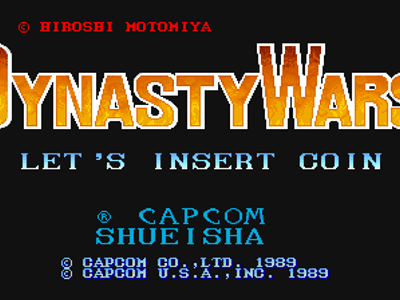 © HIROSHI MOTOMIYA
DYNASTY WARS
LET'S INSERT COIN
® CAPCOM
SHUEISHA
© CAPCOM CO.,LTD. 1989
© CAPCOM U.S.A.,INC. 1989